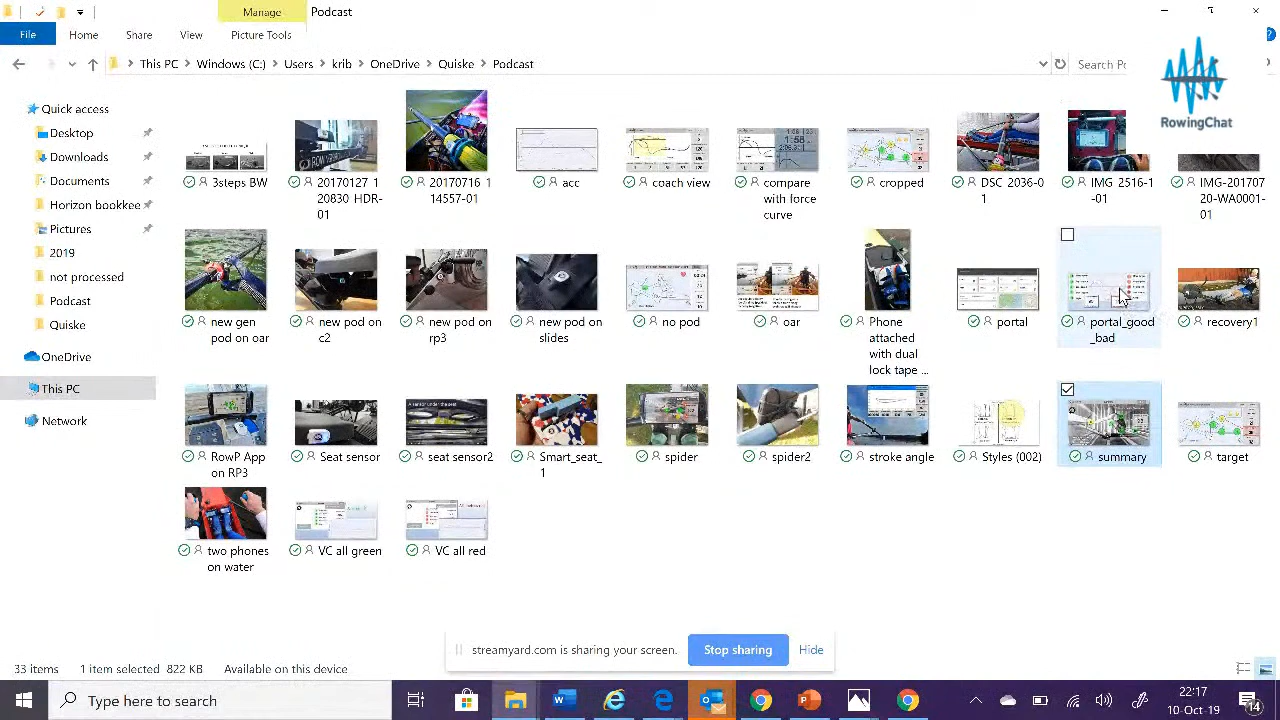 Manage
Podcast
File
Home
Share
View
Picture Tools
This PC
Windows (C:)
Users
krib
OneDrive
Quiske
Podcast
Search Po
RowingChat
Quick access
Desktop
Downloads
Documents
Horizon bookkee
Pictures
2019
not processed
Podcast
Quiske
OneDrive
This PC
Network
3steps BW
20170127 1
20830 HDR-
01
20170716 1
14557-01
acc
coach view
compare
with force
curve
cropped
DSC 2036-0
1
IMG 2516-1
-01
IMG-201707
20-WA0001-
01
new gen
pod on oar
new pod on
c2
new pod on
rp3
new pod on
slides
no pod
oar
Phone
attached
with dual
lock tape ...
portal
portal_good
_bad
recovery1
RowP App
on RP3
Seat sensor
seat sensor2
Smart_seat_
1
spider
spider2
stroke angle
Styles (002)
summary
target
two phones
on water
VC all green
VC all red
streamyard.com is sharing your screen.
Stop sharing
Hide
33 items
1 item selected 822 KB
Available on this device
Type here to search
22:17
10-Oct-19